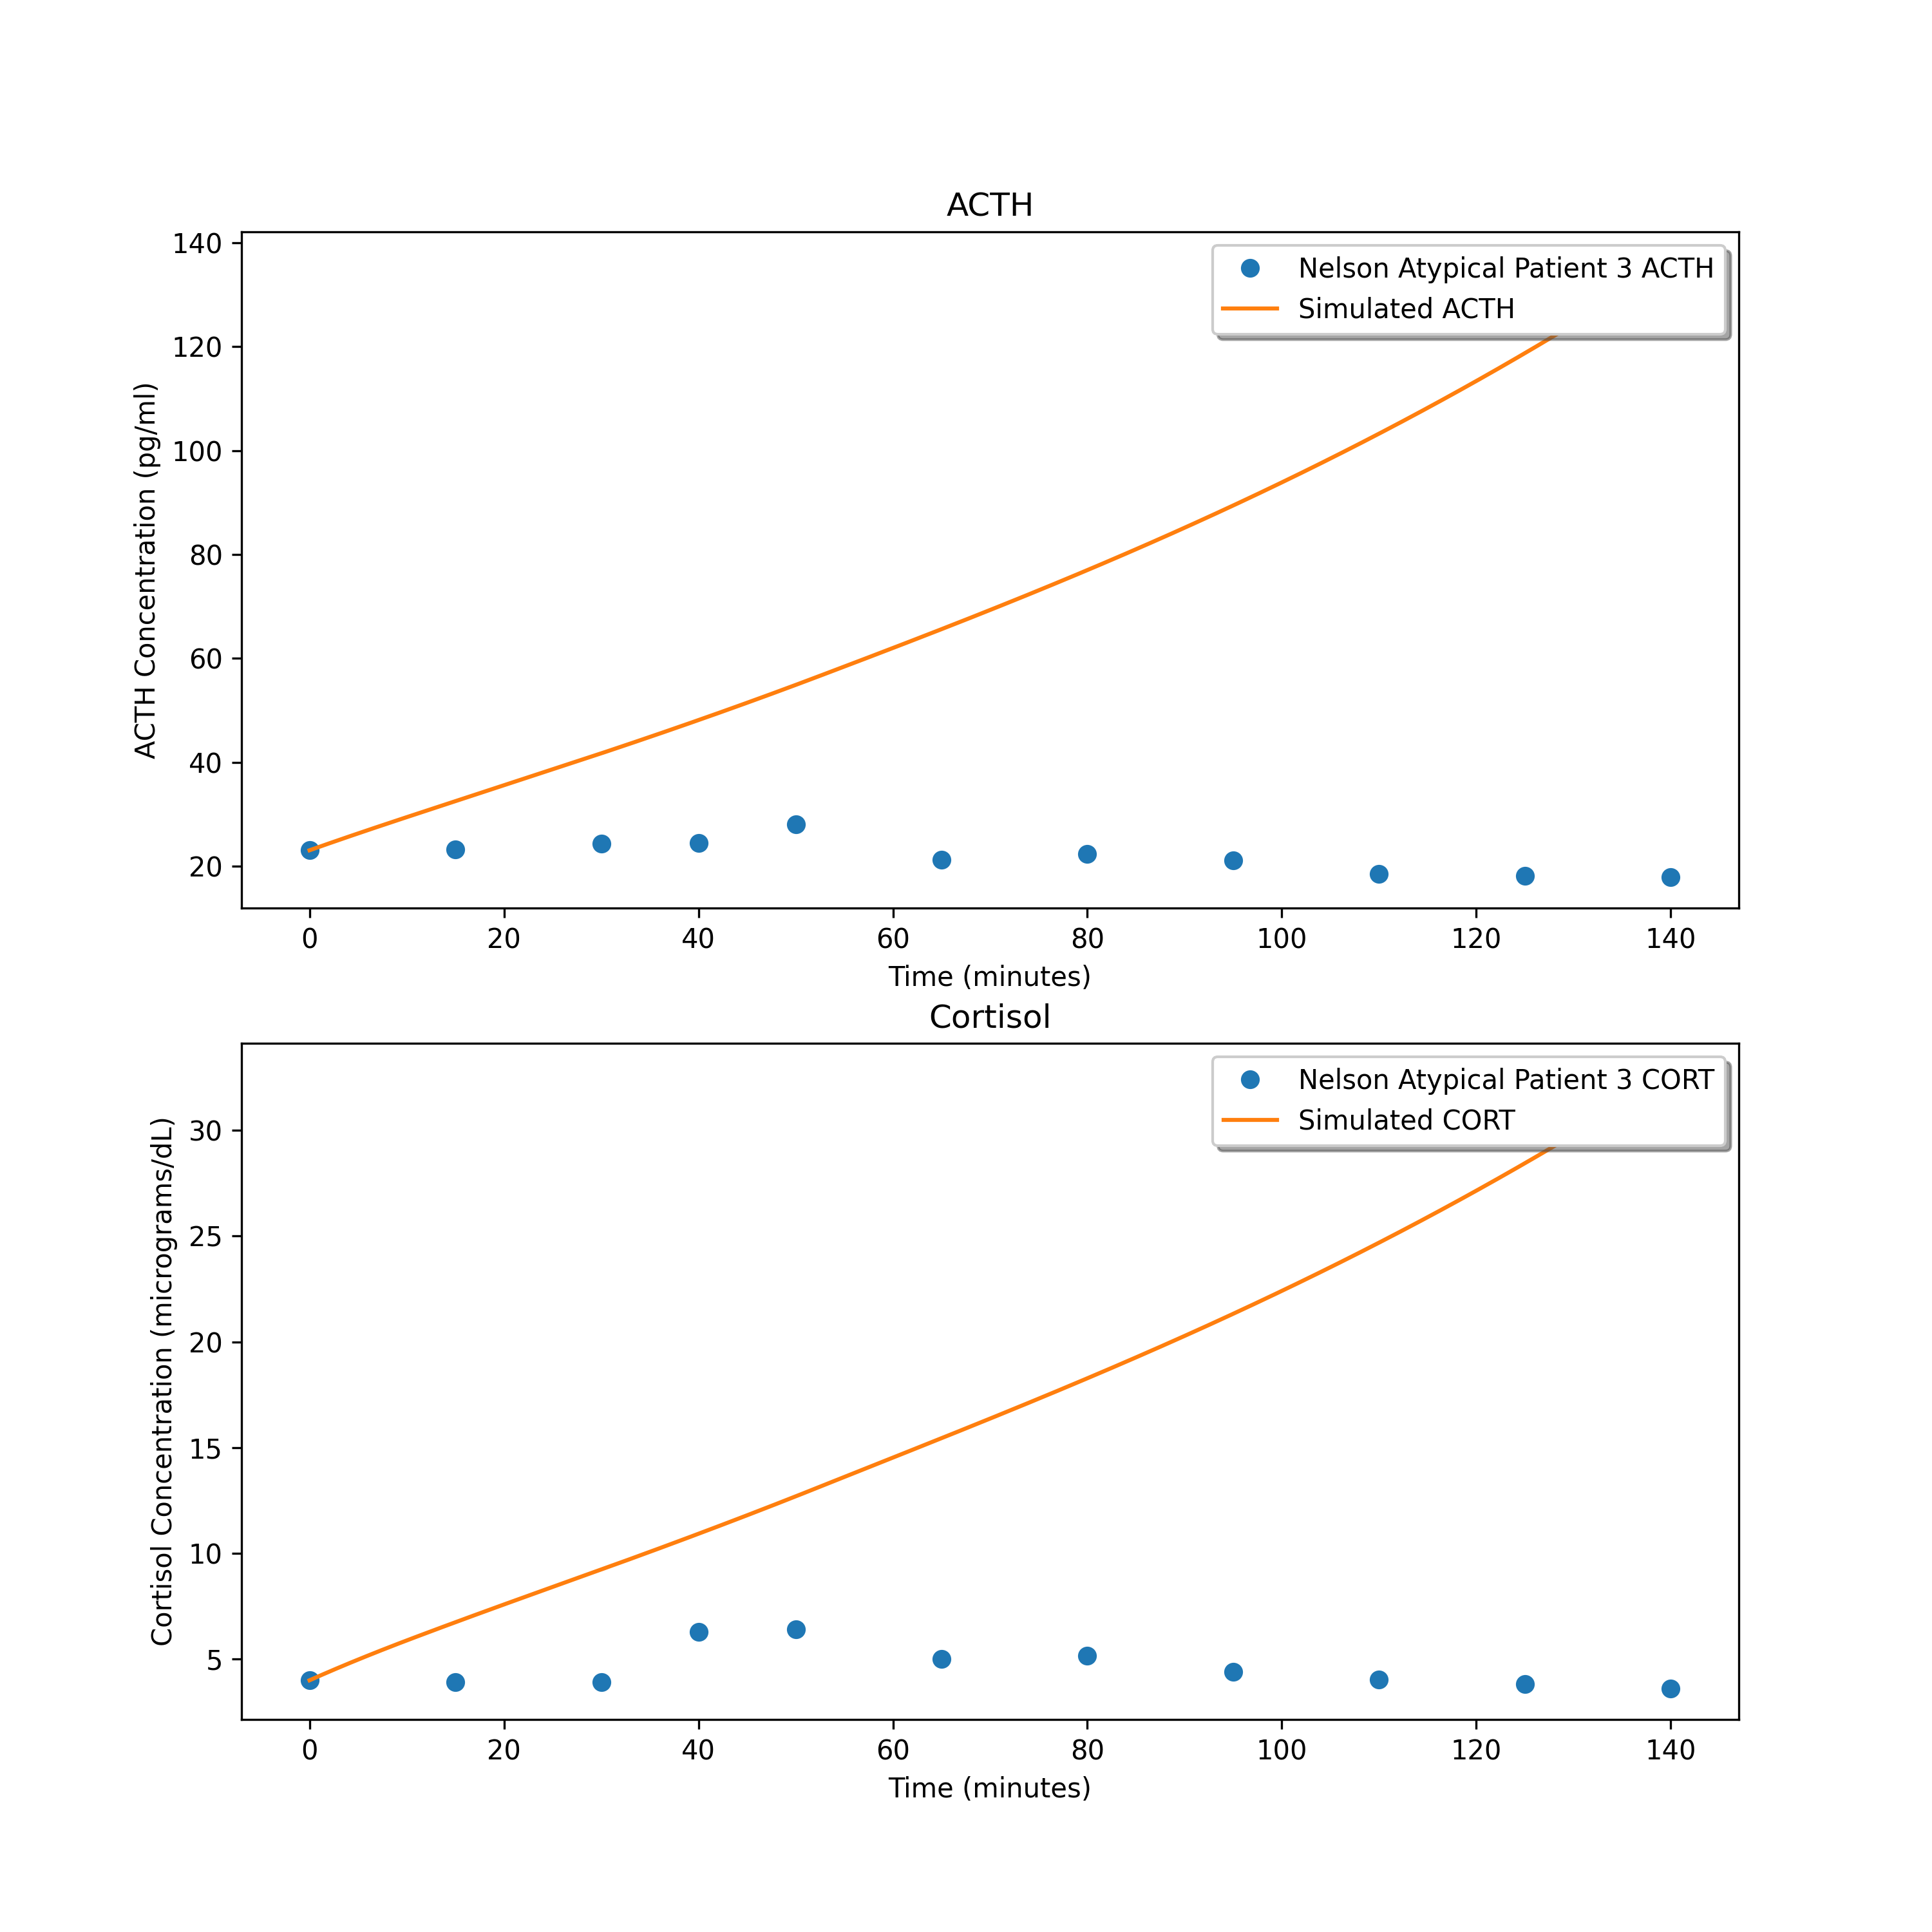 ACTH
140
120
100
80
60
40
20
ACTH Concentration (pg/ml)
Nelson Atypical Patient 3 ACTH
Simulated ACTH
0 20 40 60 80 100 120 140
Time (minutes)
Cortisol
30
25
20
15
10
5
Cortisol Concentration (micrograms/dL)
Nelson Atypical Patient 3 CORT
Simulated CORT
0 20 40 60 80 100 120 140
Time (minutes)